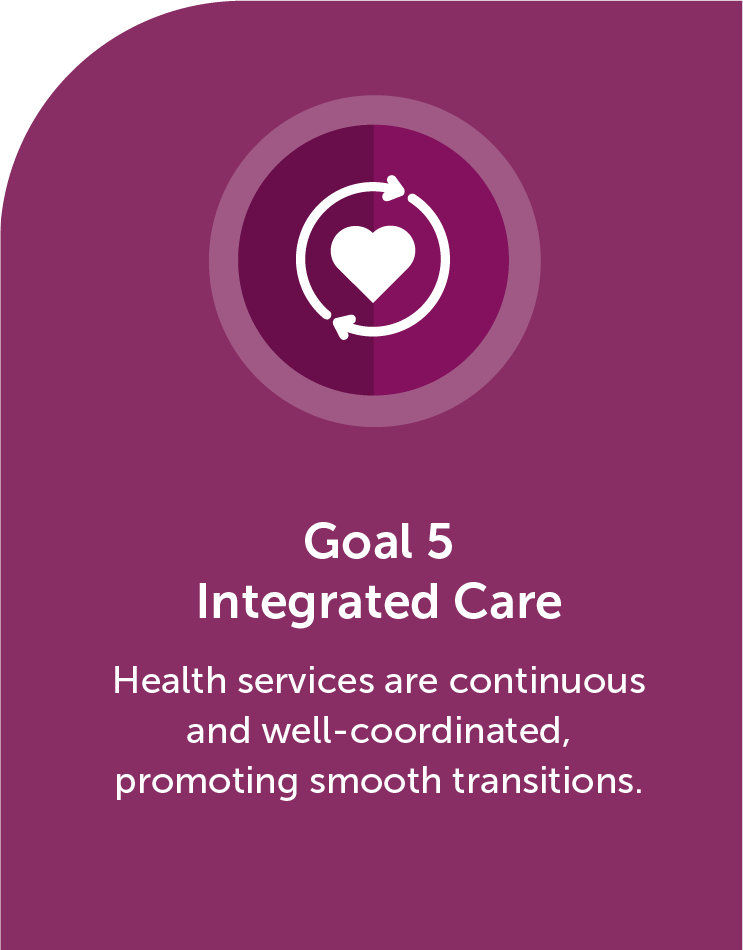 Goal 5
Integrated Care
Health services are continuous
and well-coordinated,
promoting smooth transitions.